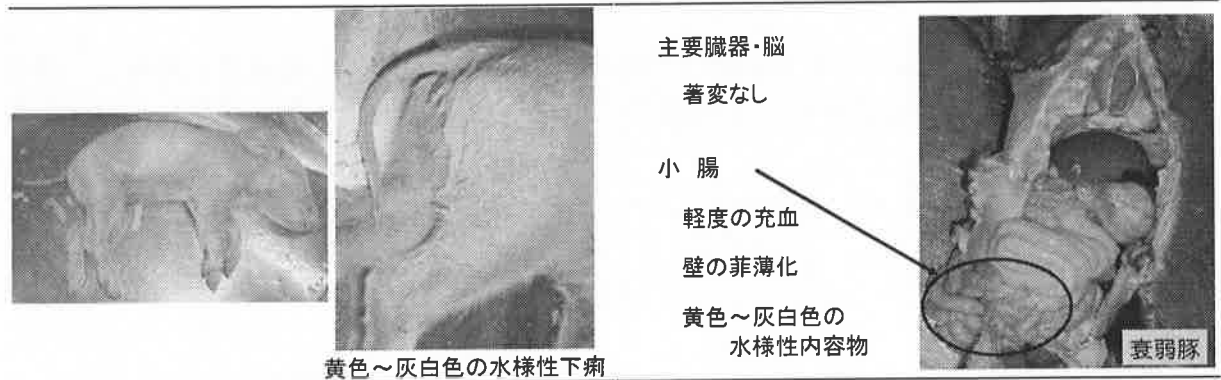 黄色～灰白色の水様性下痢
主要臓器・脳
著変なし
小 腸
軽度の充血
壁の菲薄化
黄色～灰白色の
水様性内容物
衰弱豚